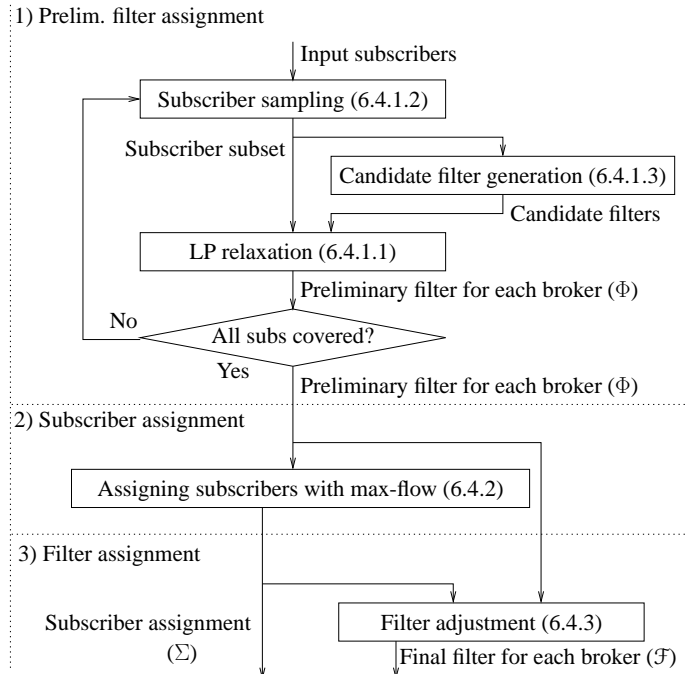 1) Prelim. filter assignment
Input subscribers
Subscriber sampling (6.4.1.2)
Subscriber subset
Candidate filter generation (6.4.1.3)
Candidate filters
LP relaxation (6.4.1.1)
Preliminary filter for each broker (Φ)
No
All subs covered?
Yes
Preliminary filter for each broker (Φ)
2) Subscriber assignment
Assigning subscribers with max-flow (6.4.2)
3) Filter assignment
Subscriber assignment
(Σ)
Filter adjustment (6.4.3)
Final filter for each broker (ℱ)